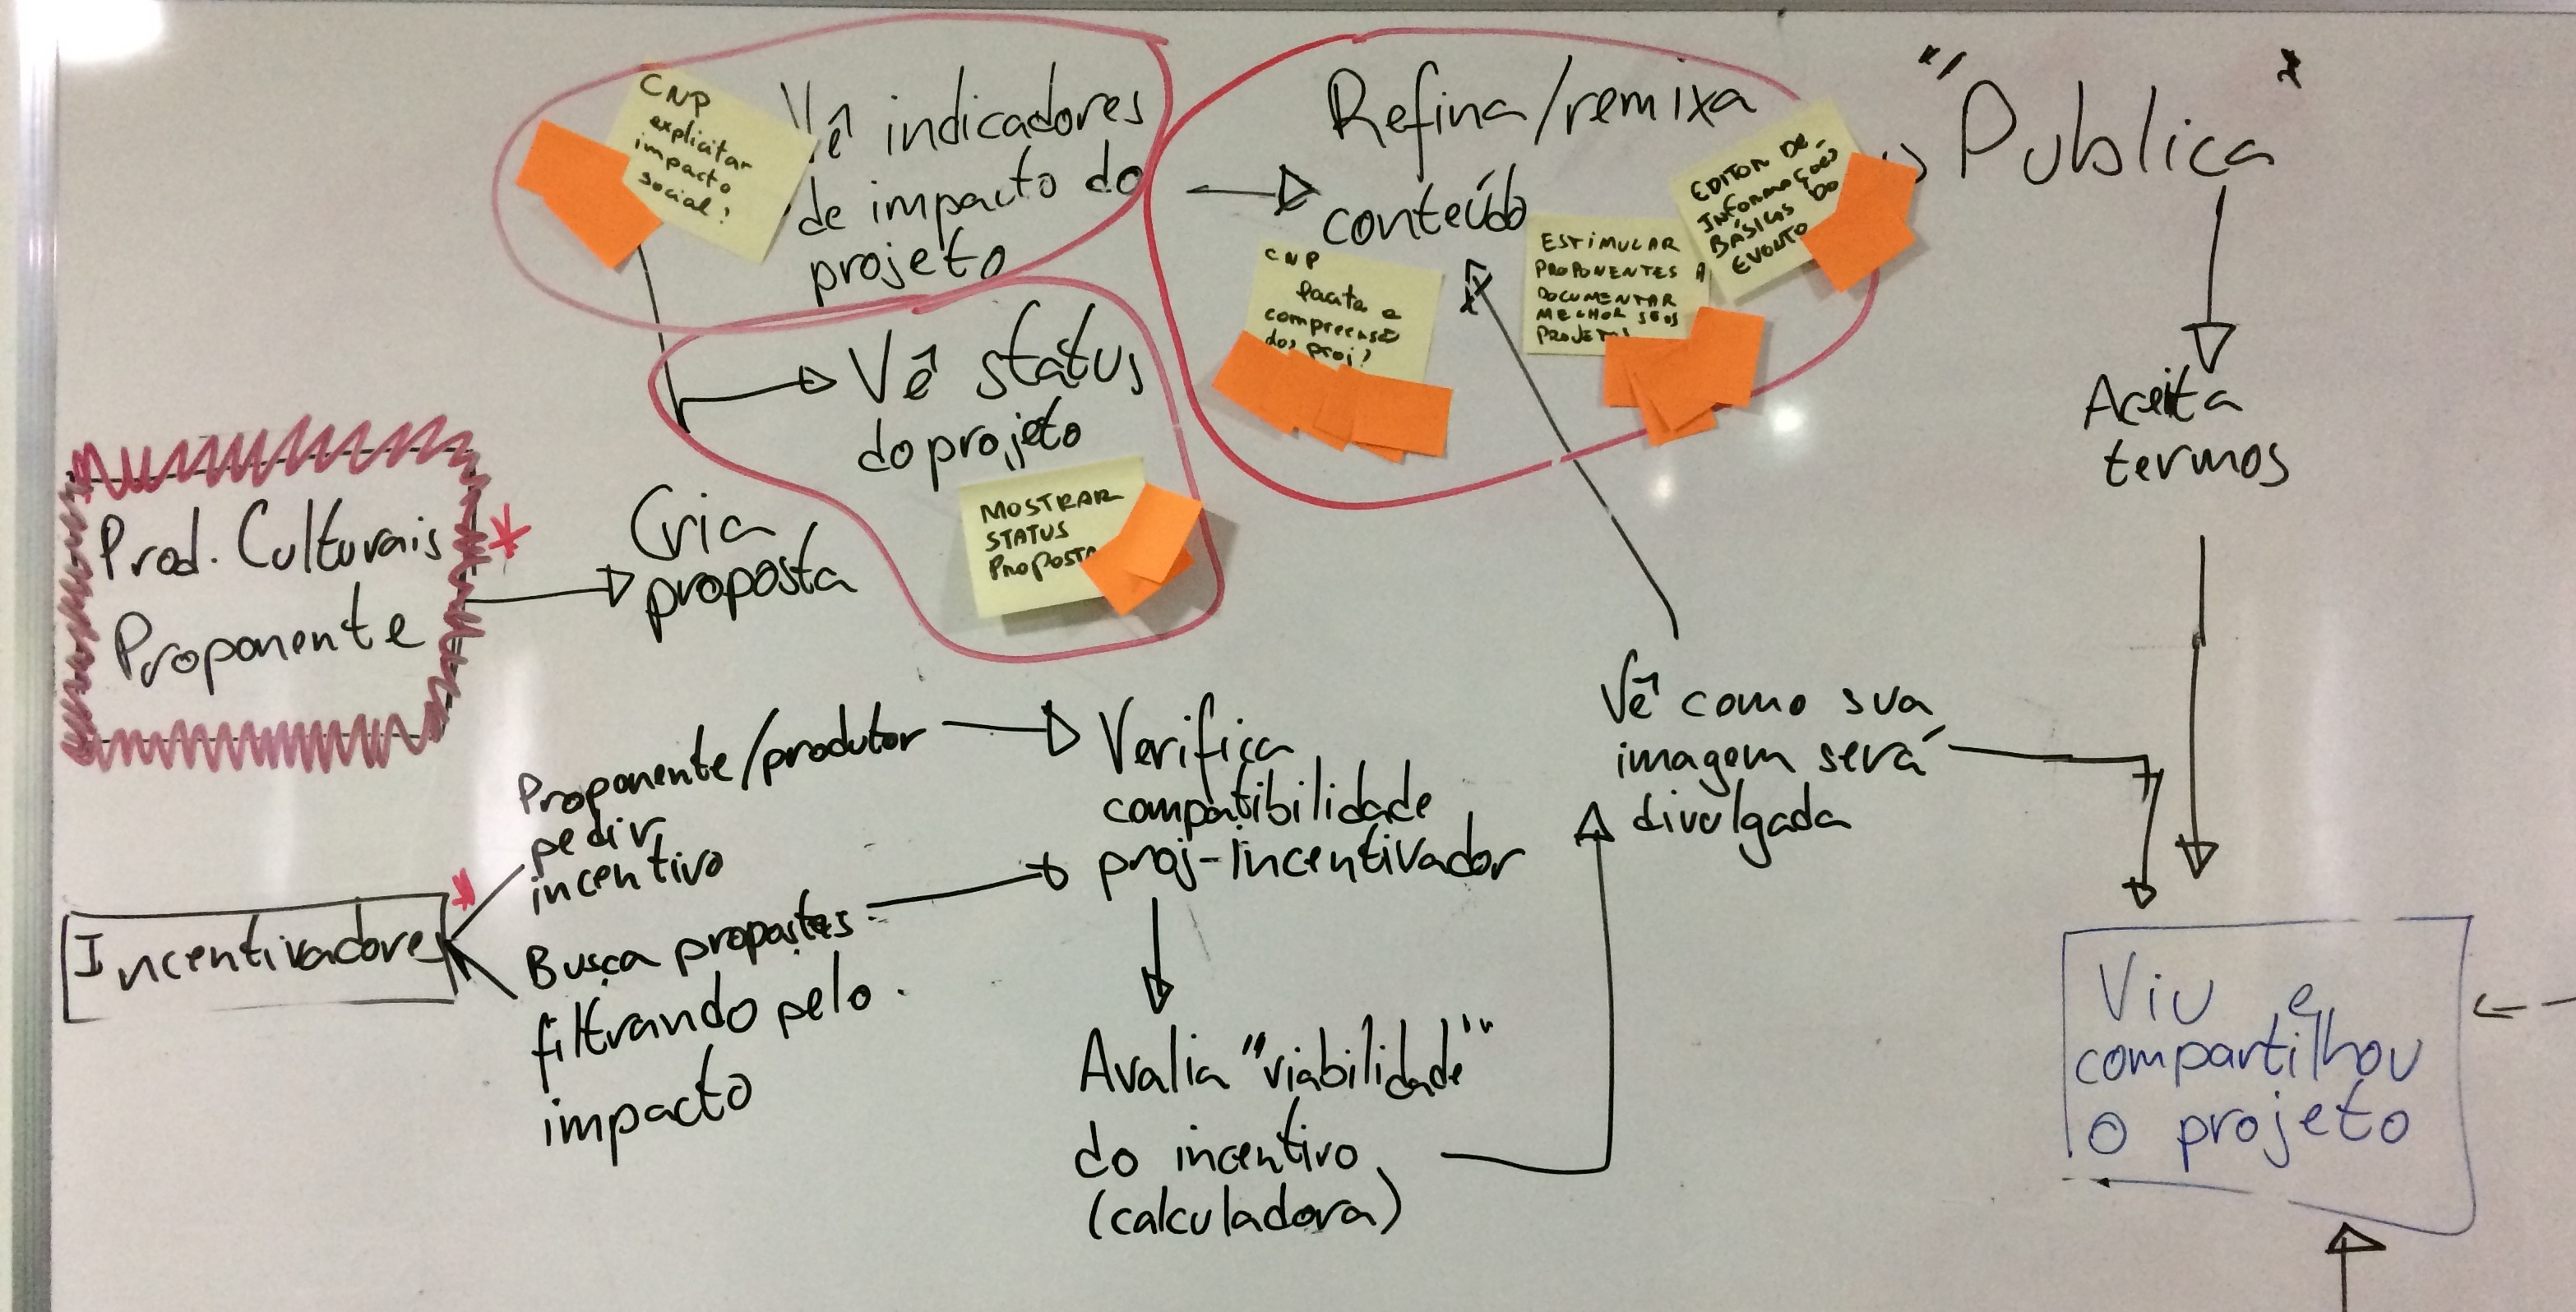 CNP
explicitar
impacto
social?
Vê indicadores
de impacto do
projeto
Refina/remixa
conteúdo
CNP
facita a
compreensão
dos proj?
ESTIMULAR
PROPONENTES A
DOCUMENTAR
MELHOR SEUS
PROJETOS
EDITOR DE
INFORMAÇÕES
BÁSICAS DO
EVENTO
"Publica"
Aceita
termos
Vê status
do projeto
MOSTRAR
STATUS
PROPOSTA
Prod. Culturais
Proponente
Cria
proposta
Incentivadores
Proponente/produtor
pedir
incentivo
Busca propostas
filtrando pelo
impacto
Verifica
compatibilidade
proj-Incentivador
Avalia "viabilidade"
do incentivo
(calculadora)
Vê como sua
imagem será
divulgada
Viu e
compartilhou
o projeto